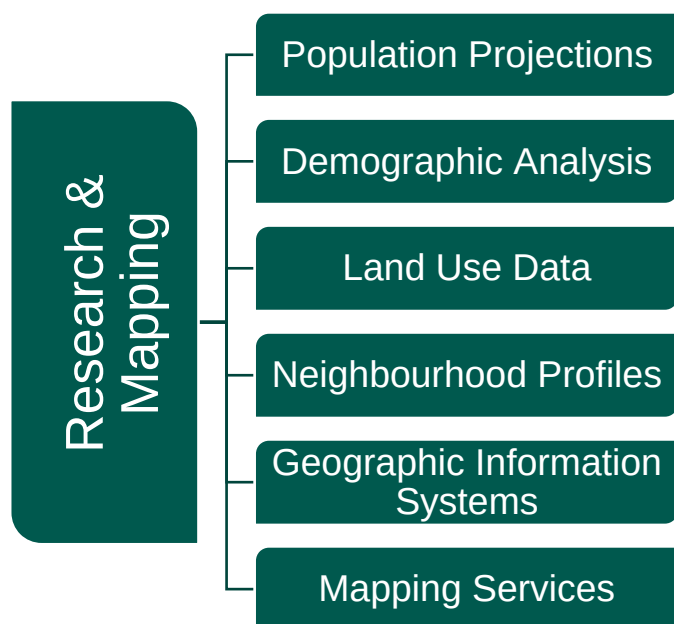 Research &
Mapping
Population Projections
Demographic Analysis
Land Use Data
Neighbourhood Profiles
Geographic Information
Systems
Mapping Services